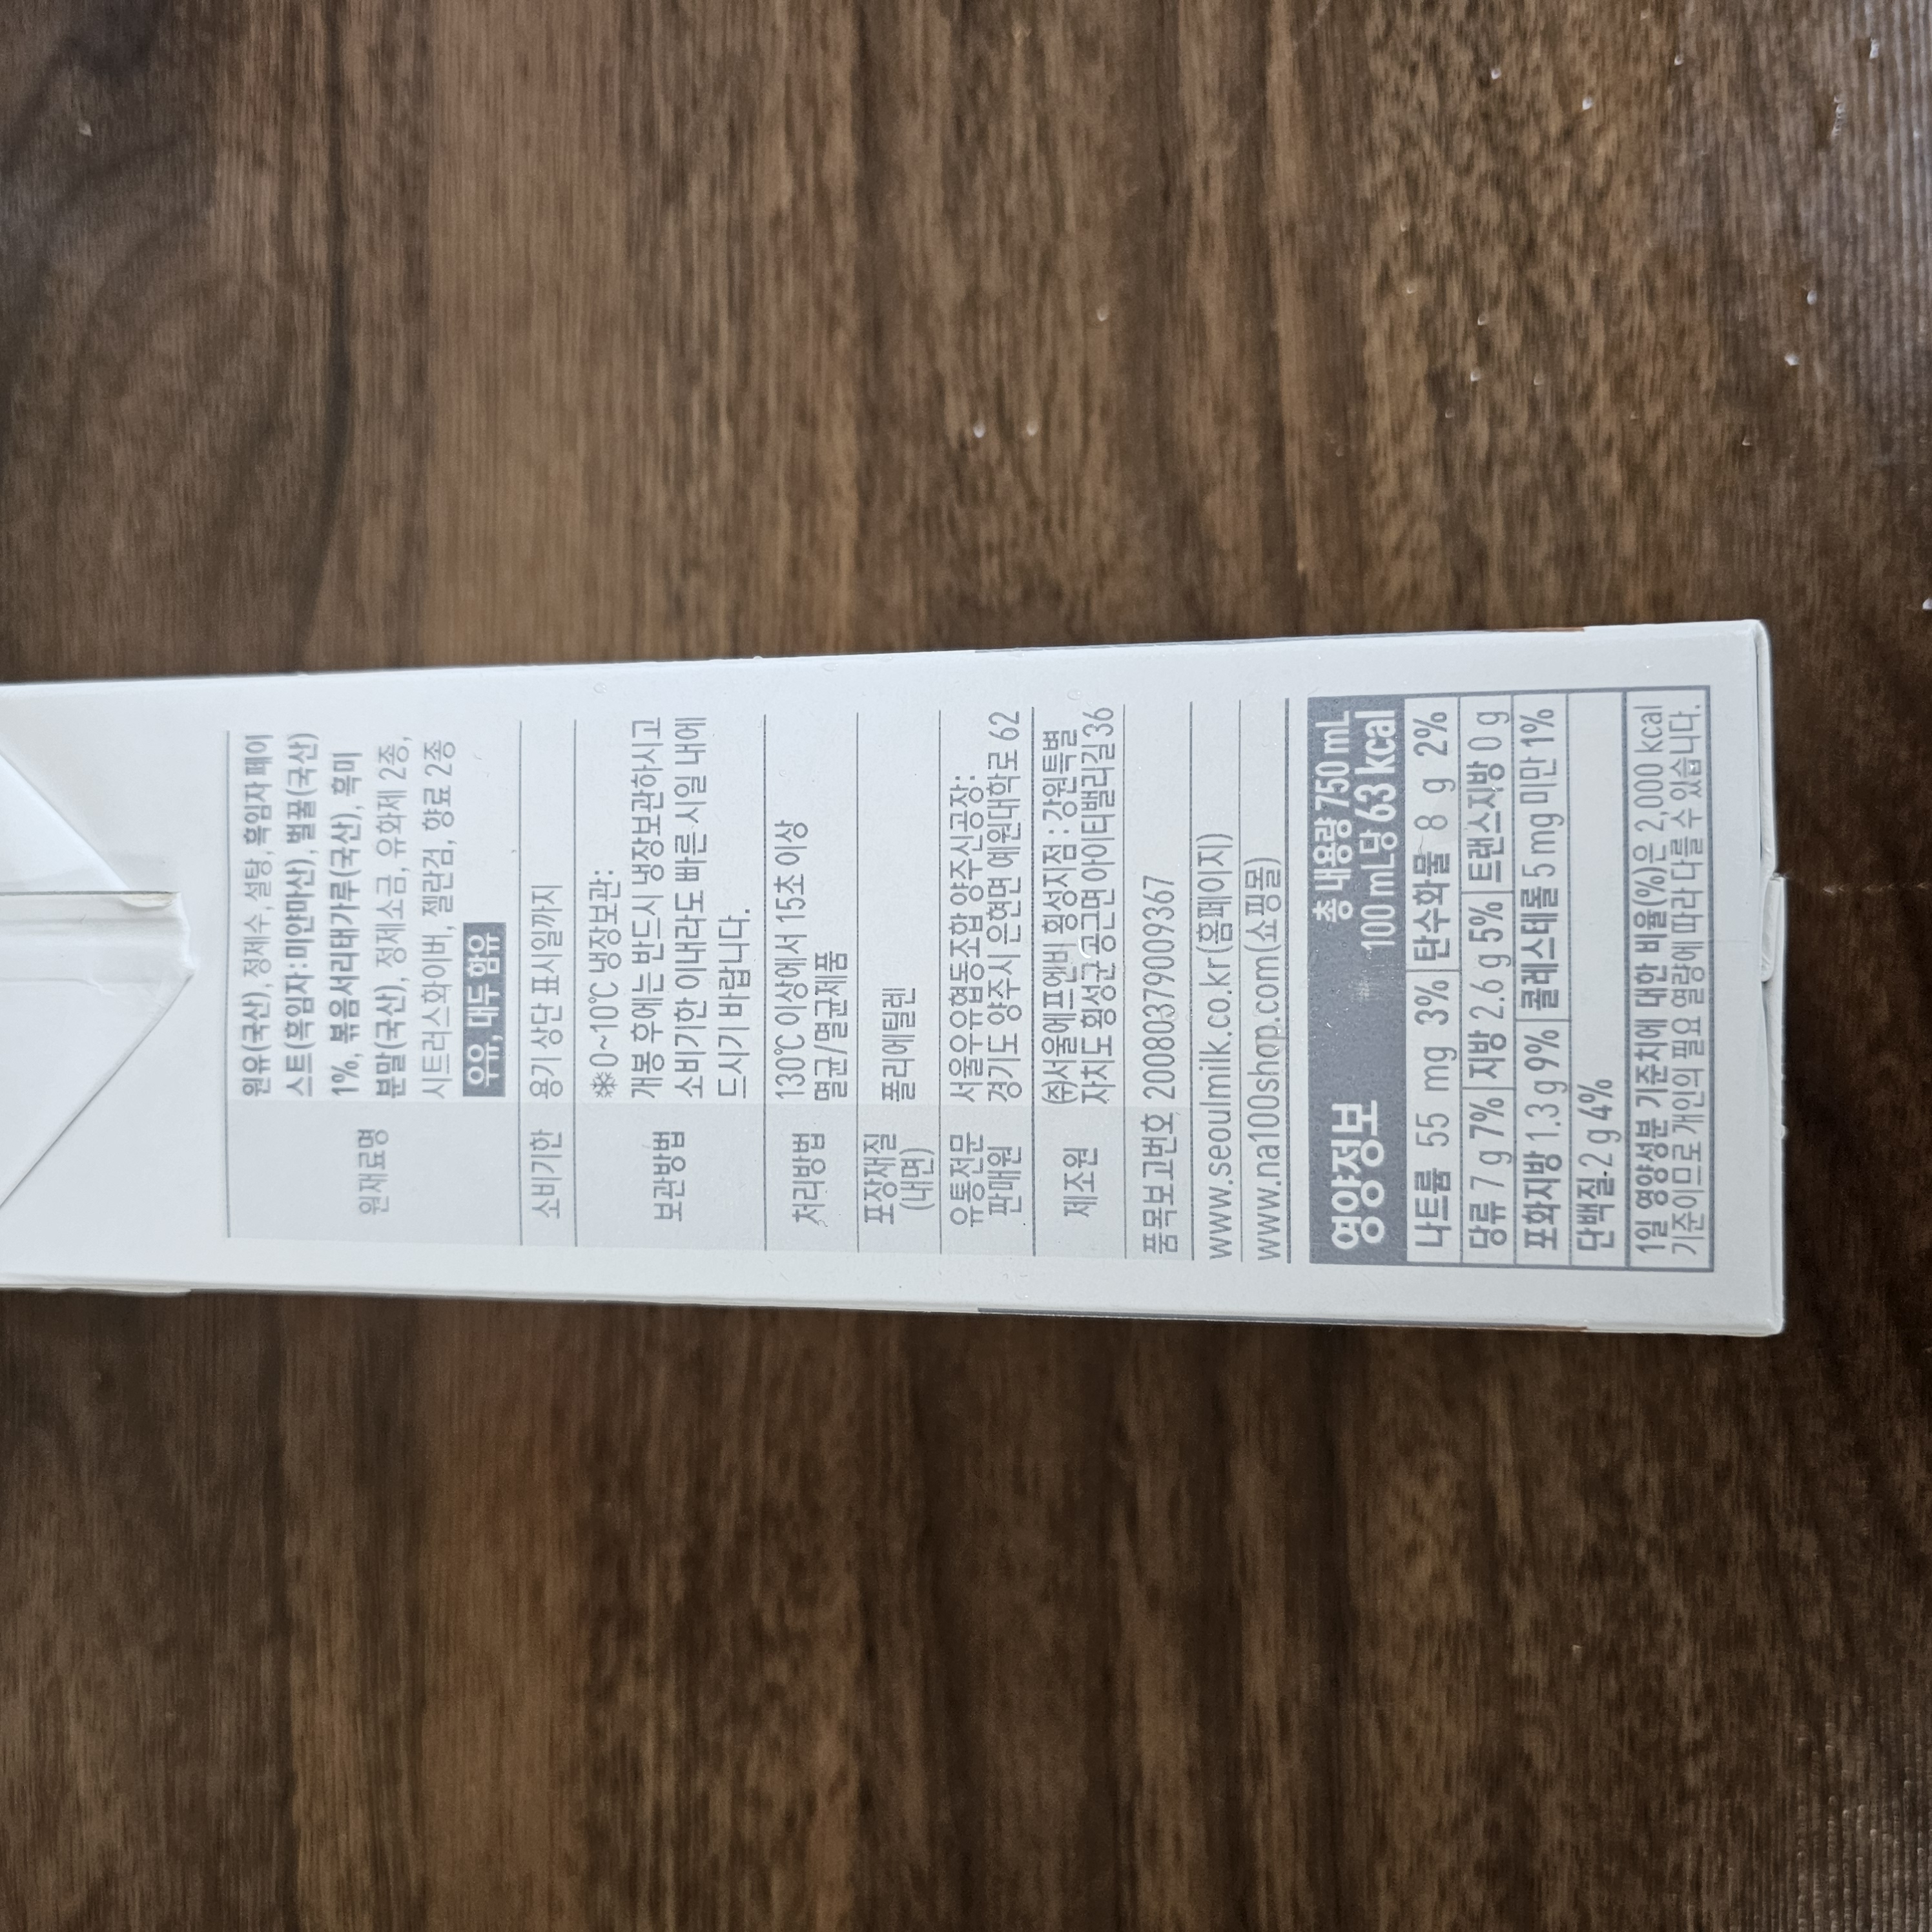 원재료명
원유(국산), 정제수, 설탕, 흑임자 페이
스트(흑임자:미얀마산), 벌꿀(국산)
1%, 볶음서리태가루(국산), 흑미
분말(국산), 정제소금, 유화제 2종,
시트러스화이버, 젤란검, 향료 2종
우유, 대두 함유
소비기한 용기 상단 표시일까지
보관방법
※0~10℃ 냉장보관:
개봉 후에는 반드시 냉장보관하시고
소비기한 이내라도 빠른 시일 내에
드시기 바랍니다.
처리방법
130℃ 이상에서 15초 이상
멸균/멸균제품
포장재질
(내면)
폴리에틸렌
유통전문
판매원
서울우유협동조합 양주신공장:
경기도 양주시 은현면 예원대학로 62
제조원
㈜서울에프엔비 횡성지점 : 강원특별
자치도 횡성군 공근면 아이티밸리길 36
품목보고번호 20080379009367
www.seoulmilk.co.kr(홈페이지)
www.na100shop.com(쇼핑몰)
영양정보
총 내용량 750 mL
100 mL당 63 kcal
나트륨 55 mg 3% 탄수화물 8 g 2%
당류 7 g 7% 지방 2.6 g 5% 트랜스지방 0 g
포화지방 1.3 g 9% 콜레스테롤 5 mg 미만 1%
단백질 2 g 4%
1일 영양성분 기준치에 대한 비율(%)은 2,000 kcal
기준이므로 개인의 필요 열량에 따라 다를 수 있습니다.